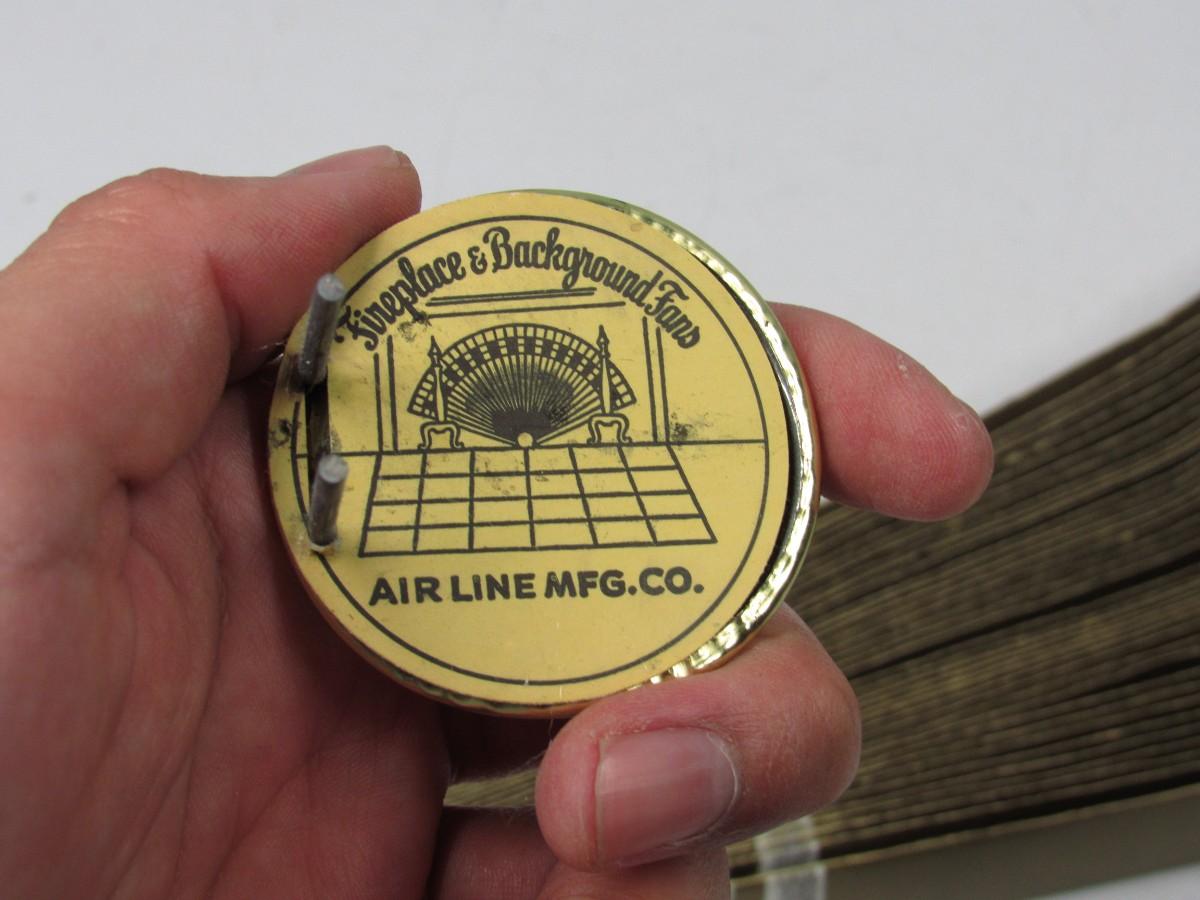 Fireplace & Background Fans
AIR LINE MFG.CO.